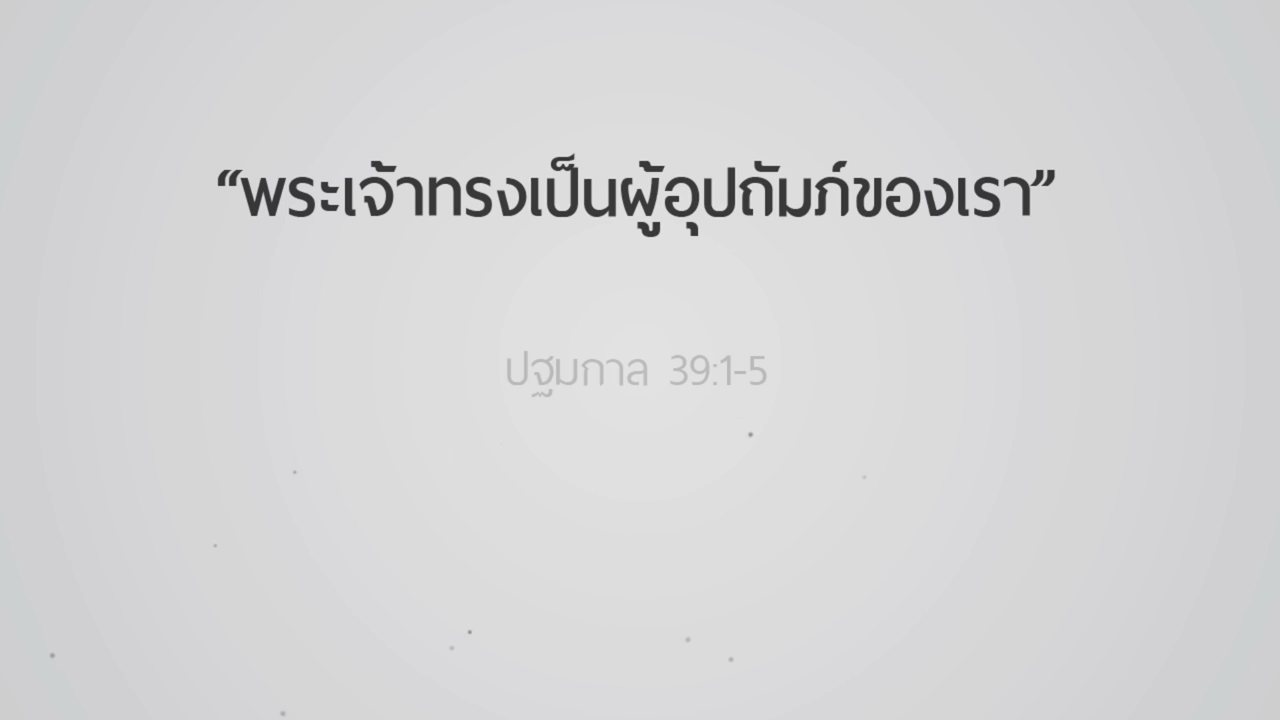 “พระเจ้าทรงเป็นผู้อุปถัมภ์ของเรา”
ปฐมกาล 39:1-5